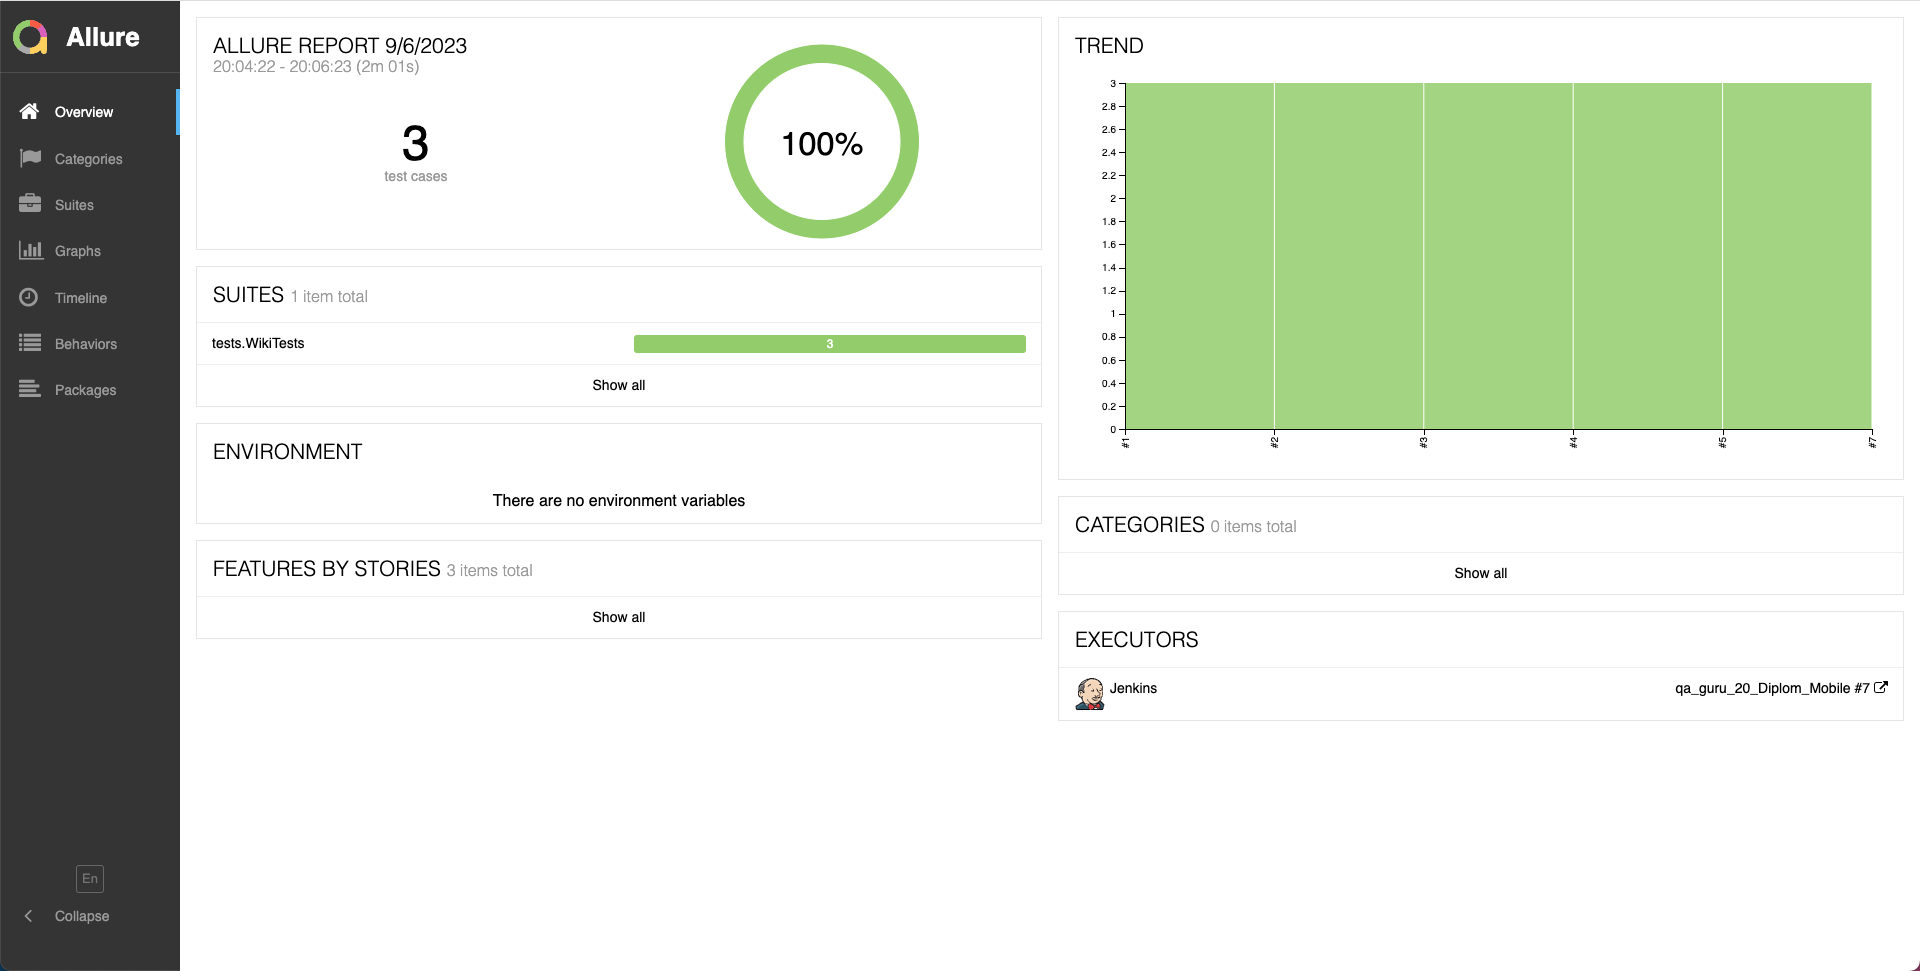 Allure
Overview
Categories
Suites
Graphs
Timeline
Behaviors
Packages
En
Collapse
ALLURE REPORT 9/6/2023
20:04:22 - 20:06:23 (2m 01s)
3
test cases
100%
SUITES 1 item total
tests.WikiTests 3
Show all
ENVIRONMENT
There are no environment variables
FEATURES BY STORIES 3 items total
Show all
TREND
3
2.8
2.6
2.4
2.2
2
1.8
1.6
1.4
1.2
1
0.8
0.6
0.4
0.2
0
#1 #2 #3 #4 #5 #7
CATEGORIES 0 items total
Show all
EXECUTORS
Jenkins qa_guru_20_Diplom_Mobile #7